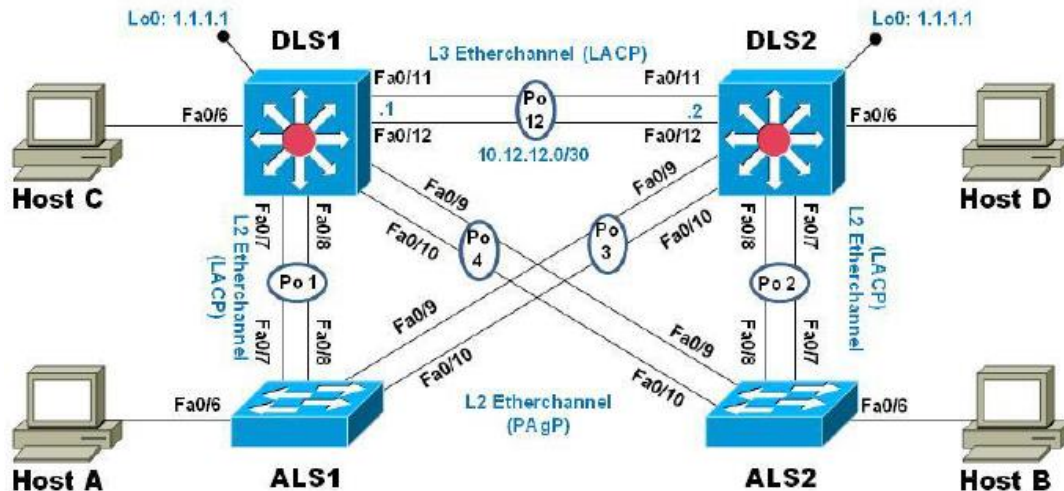 Lo0: 1.1.1.1
Lo0: 1.1.1.1
DLS1
DLS2
L3 Etherchannel (LACP)
Fa0/11
Fa0/11
Fa0/6
.1
Po
12
.2
Fa0/6
Fa0/12
Fa0/12
10.12.12.0/30
Host C
Host D
Fa0/9
Fa0/9
Fa0/7
Fa0/8
Fa0/10
Po
4
Po
3
Fa0/10
Fa0/8
Fa0/7
L2 Etherchannel
(LACP)
Po 1
Po 2
L2 Etherchannel
(LACP)
Fa0/7
Fa0/8
Fa0/9
Fa0/10
Fa0/9
Fa0/10
Fa0/8
Fa0/7
Fa0/6
L2 Etherchannel
(PAgP)
Fa0/6
Host A
ALS1
ALS2
Host B